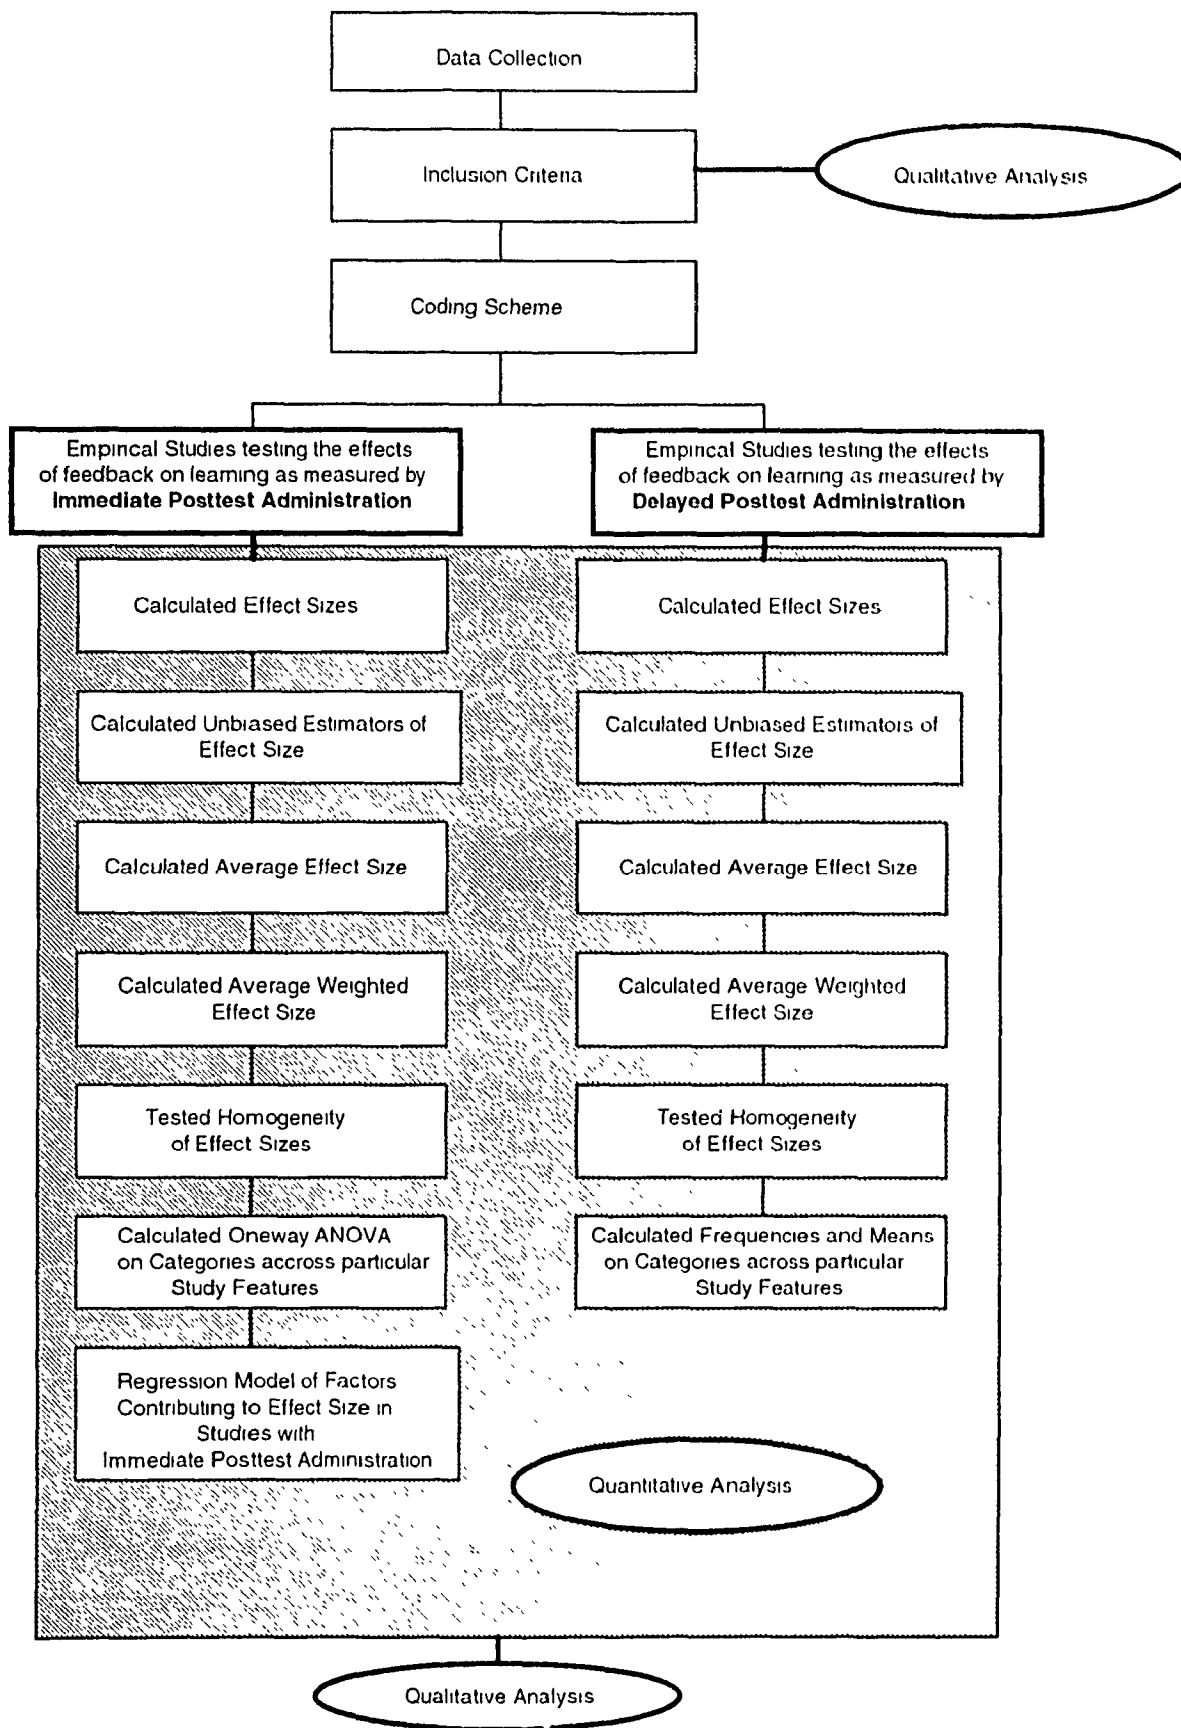 Data Collection
Inclusion Criteria
Qualitative Analysis
Coding Scheme
Empirical Studies testing the effects
of feedback on learning as measured by
Immediate Posttest Administration
Empirical Studies testing the effects
of feedback on learning as measured by
Delayed Posttest Administration
Calculated Effect Sizes
Calculated Unbiased Estimators of
Effect Size
Calculated Average Effect Size
Calculated Average Weighted
Effect Size
Tested Homogeneity
of Effect Sizes
Calculated Oneway ANOVA
on Categories accross particular
Study Features
Regression Model of Factors
Contributing to Effect Size in
Studies with
Immediate Posttest Administration
Calculated Effect Sizes
Calculated Unbiased Estimators of
Effect Size
Calculated Average Effect Size
Calculated Average Weighted
Effect Size
Tested Homogeneity
of Effect Sizes
Calculated Frequencies and Means
on Categories across particular
Study Features
Quantitative Analysis
Qualitative Analysis